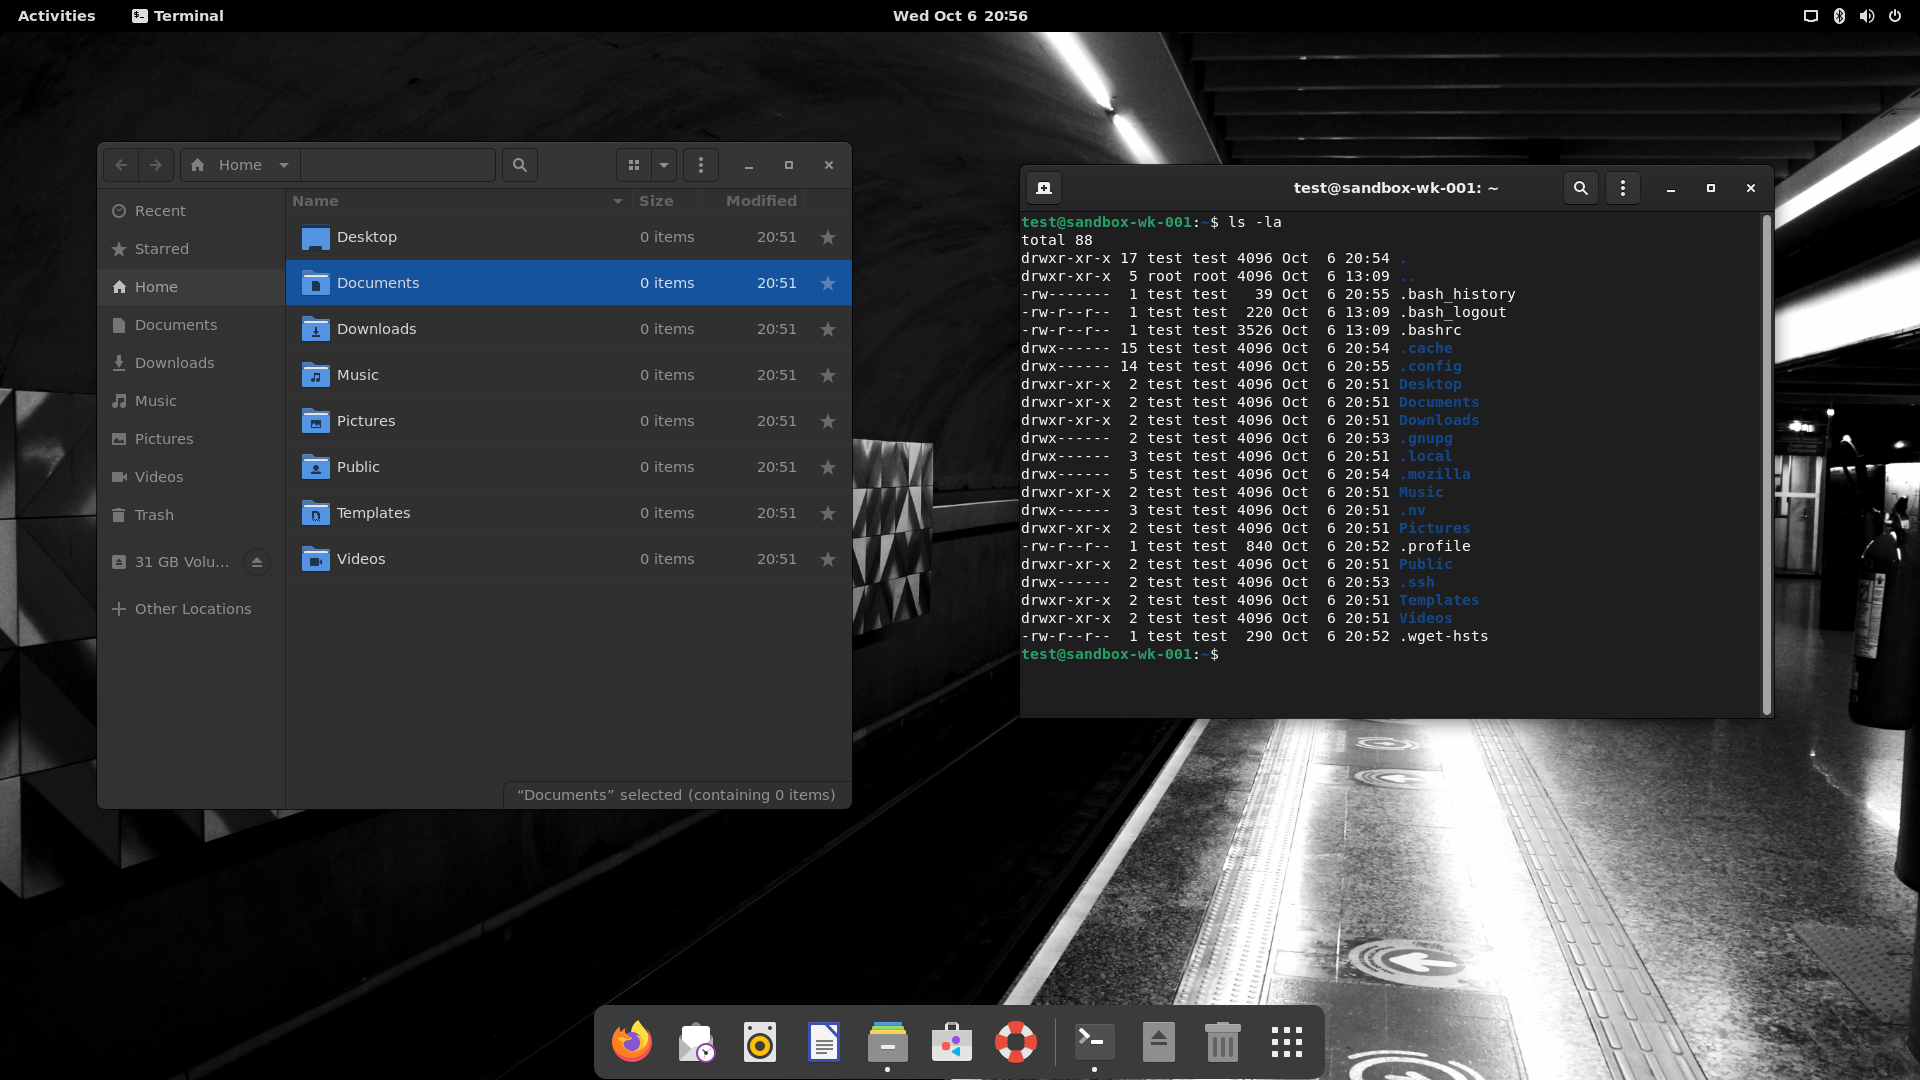 Activities
Terminal
Wed Oct 6 20:56
Home
Recent
Starred
Home
Documents
Downloads
Music
Pictures
Videos
Trash
31 GB Volu…
Other Locations
Name Size Modified
Desktop 0 items 20:51
Documents 0 items 20:51
Downloads 0 items 20:51
Music 0 items 20:51
Pictures 0 items 20:51
Public 0 items 20:51
Templates 0 items 20:51
Videos 0 items 20:51
“Documents” selected (containing 0 items)
test@sandbox-wk-001: ~
test@sandbox-wk-001:~$ ls -la
total 88
drwxr-xr-x 17 test test 4096 Oct  6 20:54 .
drwxr-xr-x  5 root root 4096 Oct  6 13:09 ..
-rw-------  1 test test   39 Oct  6 20:55 .bash_history
-rw-r--r--  1 test test  220 Oct  6 13:09 .bash_logout
-rw-r--r--  1 test test 3526 Oct  6 13:09 .bashrc
drwx------ 15 test test 4096 Oct  6 20:54 .cache
drwx------ 14 test test 4096 Oct  6 20:55 .config
drwxr-xr-x  2 test test 4096 Oct  6 20:51 Desktop
drwxr-xr-x  2 test test 4096 Oct  6 20:51 Documents
drwxr-xr-x  2 test test 4096 Oct  6 20:51 Downloads
drwx------  2 test test 4096 Oct  6 20:53 .gnupg
drwx------  3 test test 4096 Oct  6 20:51 .local
drwx------  5 test test 4096 Oct  6 20:54 .mozilla
drwxr-xr-x  2 test test 4096 Oct  6 20:51 Music
drwx------  3 test test 4096 Oct  6 20:51 .nv
drwxr-xr-x  2 test test 4096 Oct  6 20:51 Pictures
-rw-r--r--  1 test test  840 Oct  6 20:52 .profile
drwxr-xr-x  2 test test 4096 Oct  6 20:51 Public
drwx------  2 test test 4096 Oct  6 20:53 .ssh
drwxr-xr-x  2 test test 4096 Oct  6 20:51 Templates
drwxr-xr-x  2 test test 4096 Oct  6 20:51 Videos
-rw-r--r--  1 test test  290 Oct  6 20:52 .wget-hsts
test@sandbox-wk-001:~$